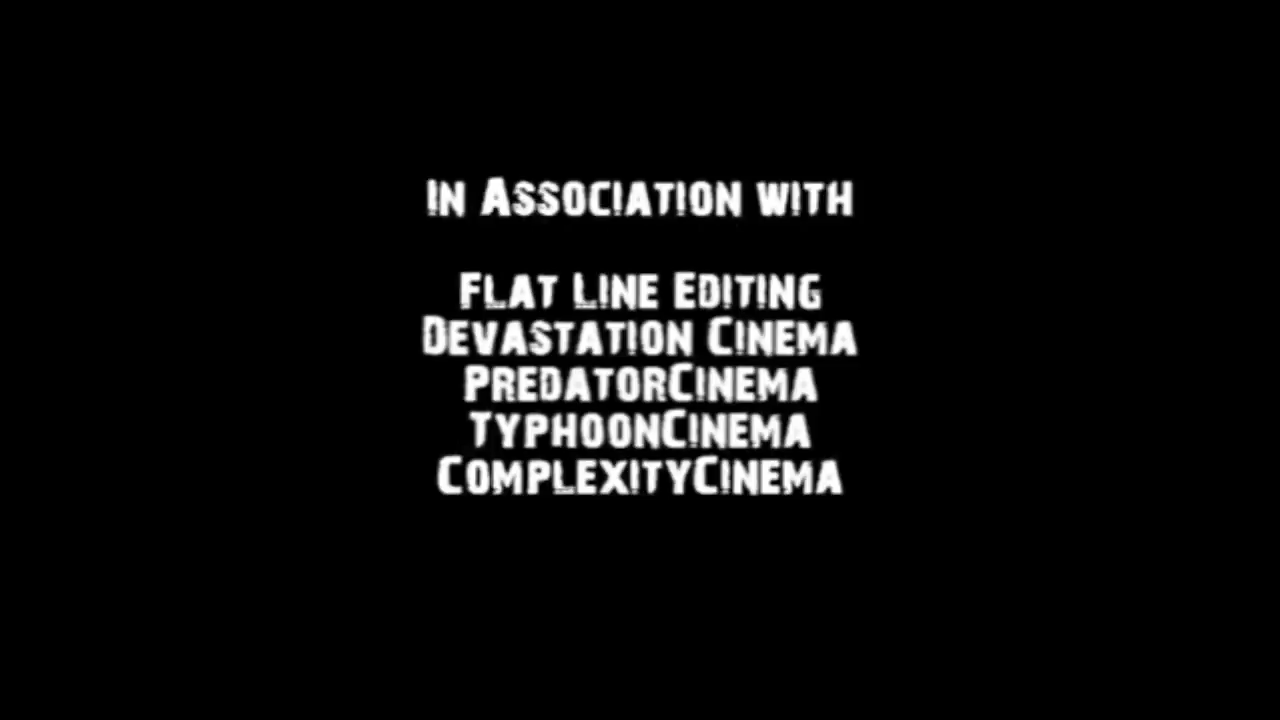 In Association with
Flat Line Editing
Devastation Cinema
PredatorCinema
TyphoonCinema
ComplexityCinema